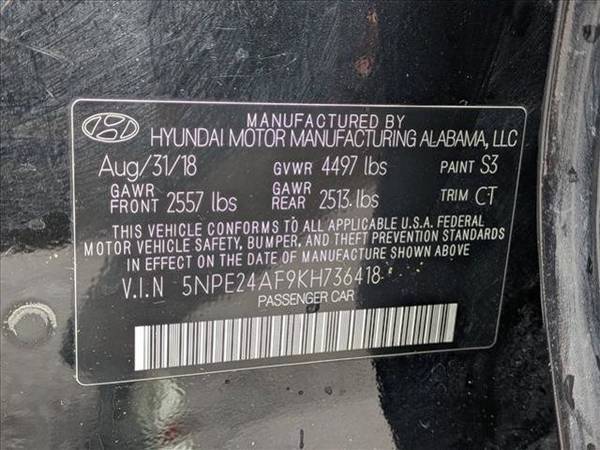 MANUFACTURED BY
HYUNDAI MOTOR MANUFACTURING ALABAMA, LLC
Aug/31/18 GVWR 4497 lbs PAINT S3
GAWR FRONT 2557 lbs GAWR REAR 2513 lbs TRIM CT
THIS VEHICLE CONFORMS TO ALL APPLICABLE U.S.A. FEDERAL
MOTOR VEHICLE SAFETY, BUMPER, AND THEFT PREVENTION STANDARDS
IN EFFECT ON THE DATE OF MANUFACTURE SHOWN ABOVE
V.I.N 5NPE24AF9KH736418
PASSENGER CAR